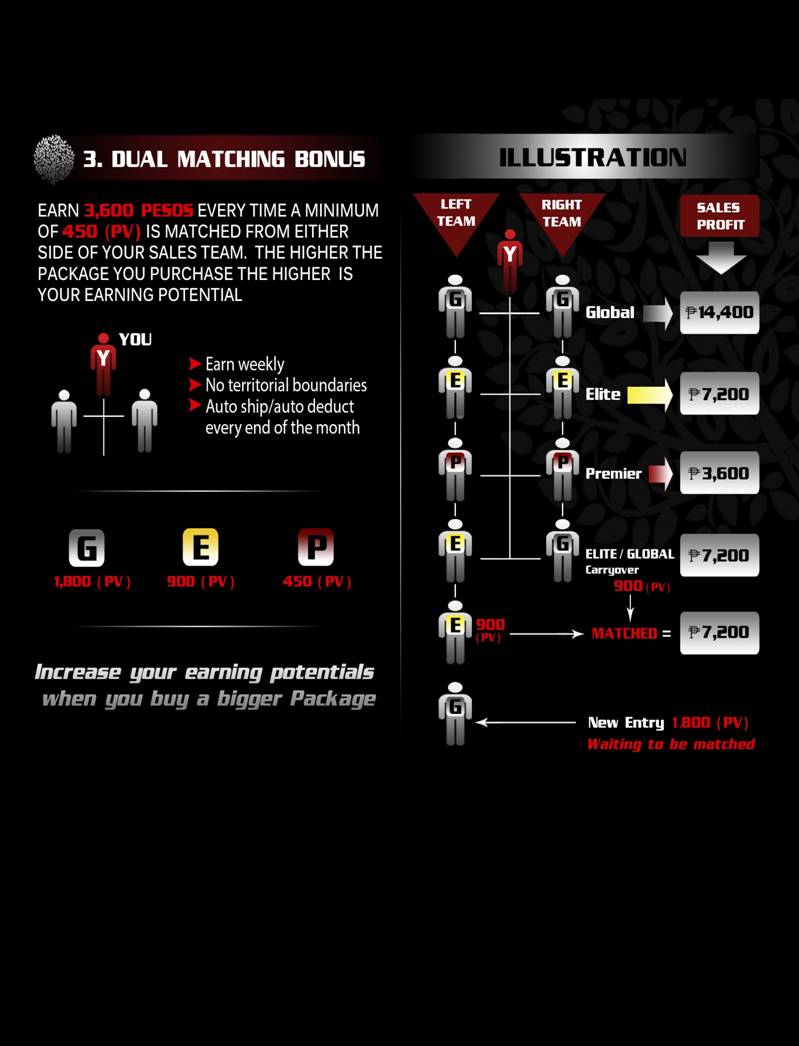 3. DUAL MATCHING BONUS
EARN 3,600 PESOS EVERY TIME A MINIMUM
OF 450 (PV) IS MATCHED FROM EITHER
SIDE OF YOUR SALES TEAM. THE HIGHER THE
PACKAGE YOU PURCHASE THE HIGHER IS
YOUR EARNING POTENTIAL
YOU
Y
Earn weekly
No territorial boundaries
Auto ship/auto deduct
every end of the month
G E P
1,800 (PV) 900 (PV) 450 (PV)
Increase your earning potentials
when you buy a bigger Package
ILLUSTRATION
LEFT
TEAM
RIGHT
TEAM
SALES
PROFIT
Y
G G Global ₱14,400
E E Elite ₱7,200
P P Premier ₱3,600
E G ELITE / GLOBAL
Carryover
₱7,200
900 (PV)
E 900
(PV)
MATCHED = ₱7,200
G New Entry 1.800 (PV)
Waiting to be matched